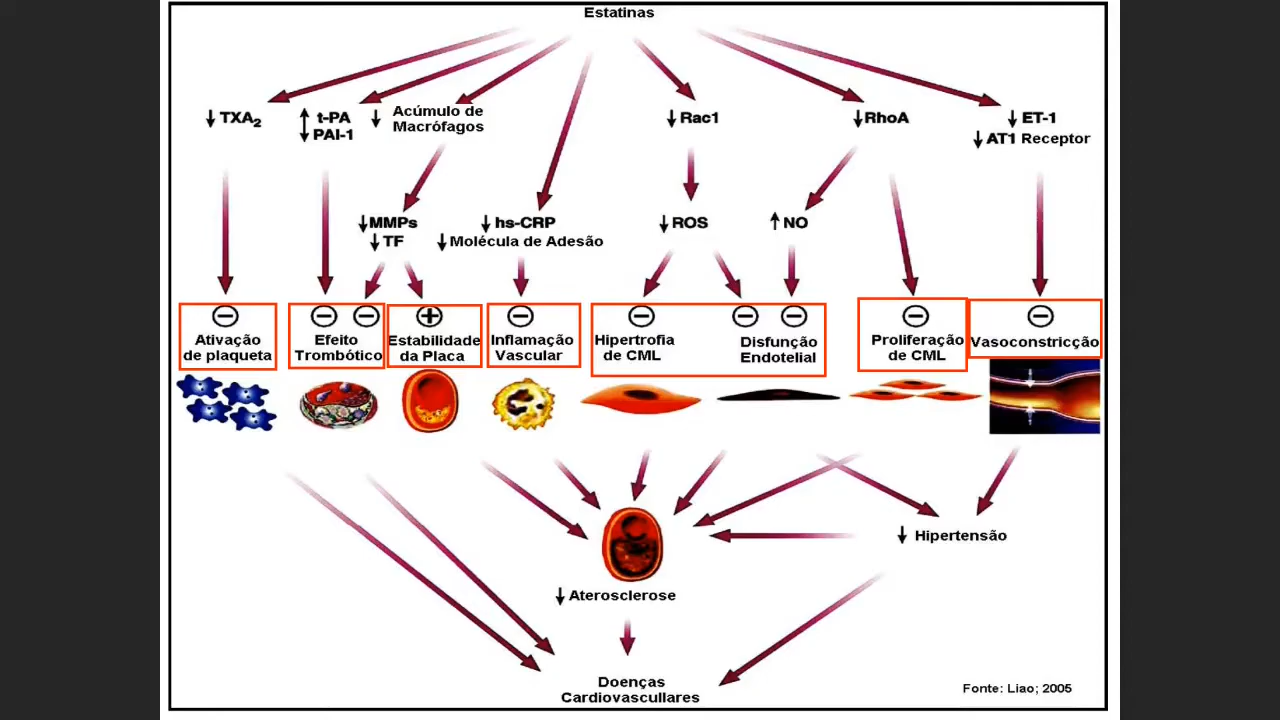 Estatinas
↓ TXA2
↑ t-PA
↓ PAI-1
↓ Acúmulo de
Macrófagos
↓ Rac1
↓ RhoA
↓ ET-1
↓ AT1 Receptor
↓ MMPs
↓ TF
↓ hs-CRP
↓ Molécula de Adesão
↓ ROS
↑ NO
− Ativação
de plaqueta
− − Efeito
Trombótico
+ Estabilidade
da Placa
− Inflamação
Vascular
− Hipertrofia
de CML
− − Disfunção
Endotelial
− Proliferação
de CML
− Vasoconstricção
↓ Hipertensão
↓ Aterosclerose
Doenças
Cardiovascullares
Fonte: Liao; 2005